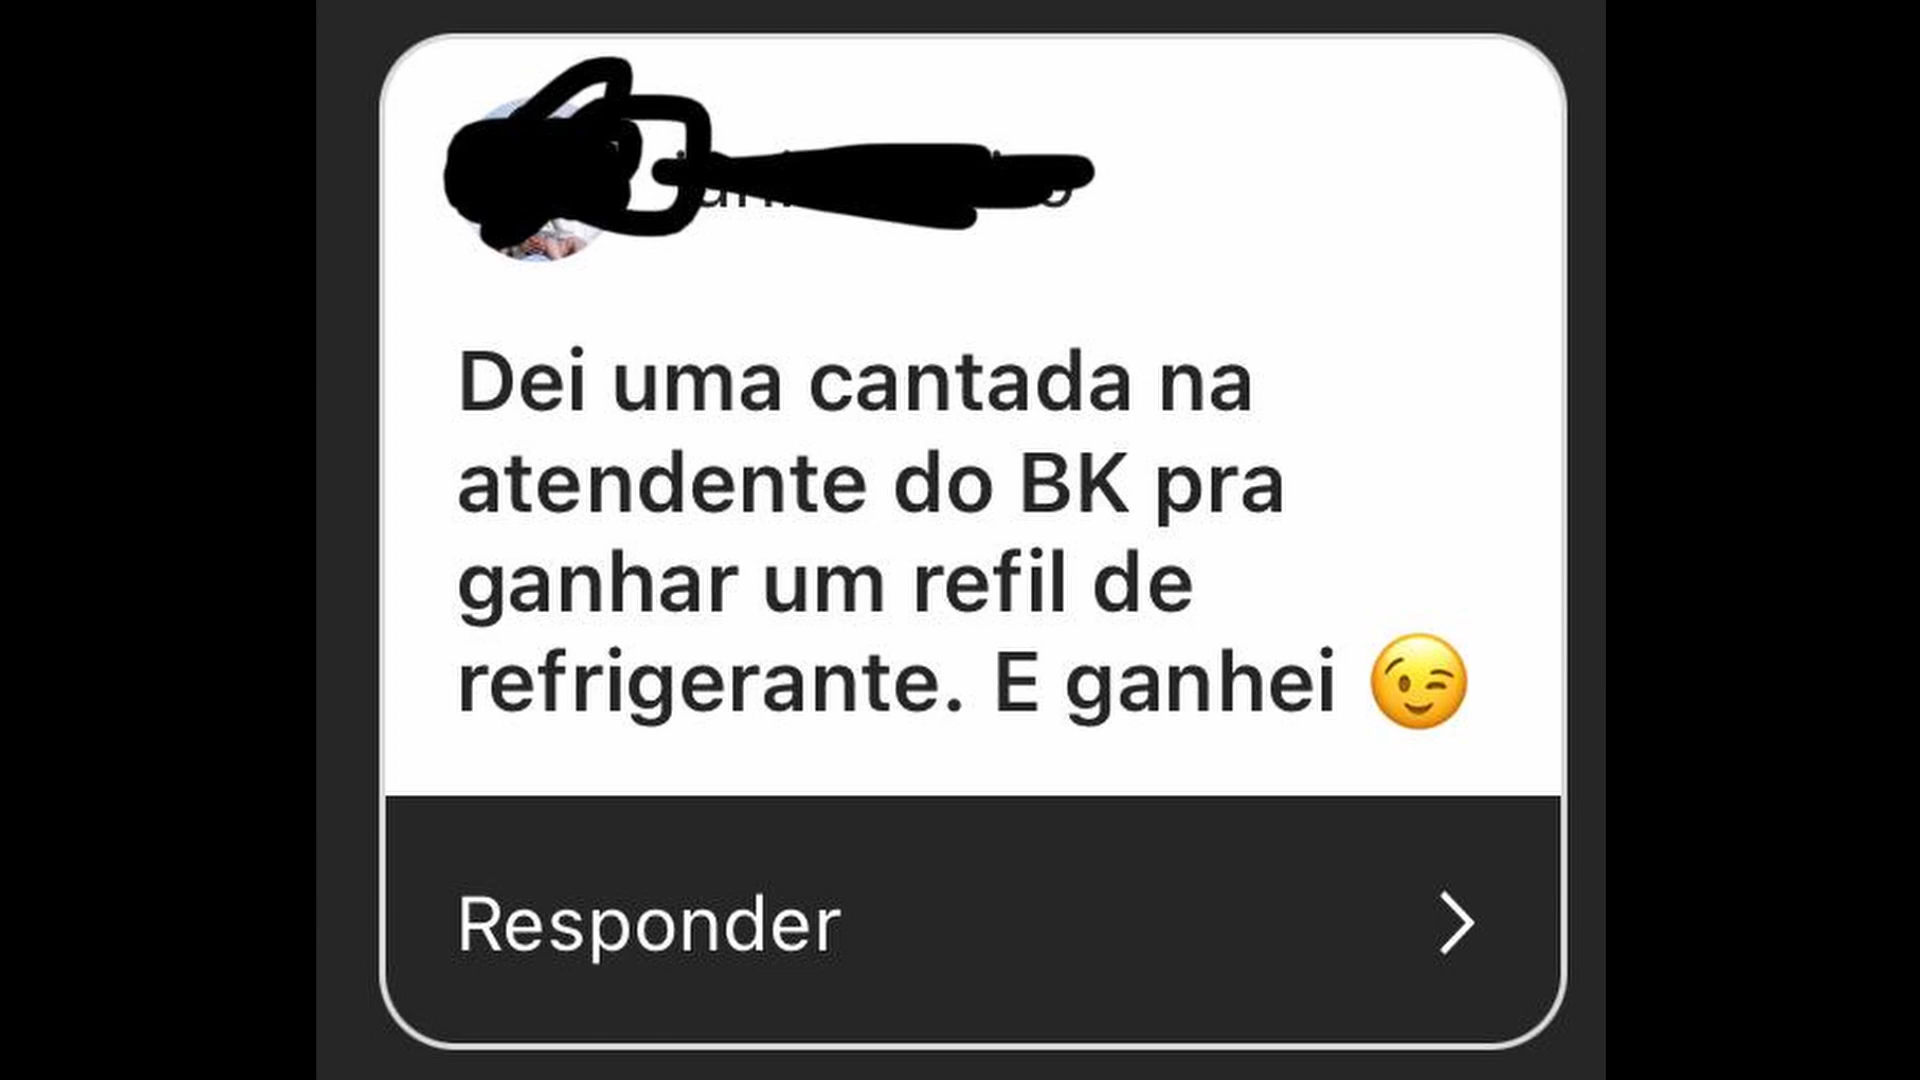 Dei uma cantada na
atendente do BK pra
ganhar um refil de
refrigerante. E ganhei 😉
Responder